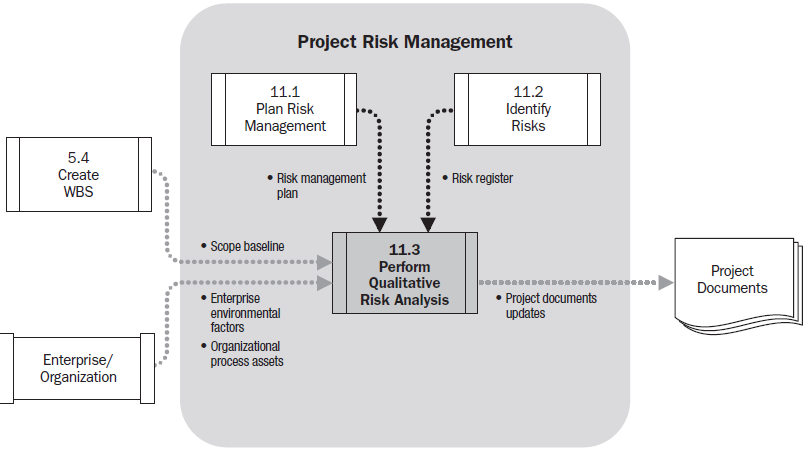 Project Risk Management
11.1
Plan Risk
Management
11.2
Identify
Risks
5.4
Create
WBS
• Risk management
plan
• Risk register
• Scope baseline
11.3
Perform
Qualitative
Risk Analysis
Project
Documents
• Enterprise
environmental
factors
• Organizational
process assets
• Project documents
updates
Enterprise/
Organization